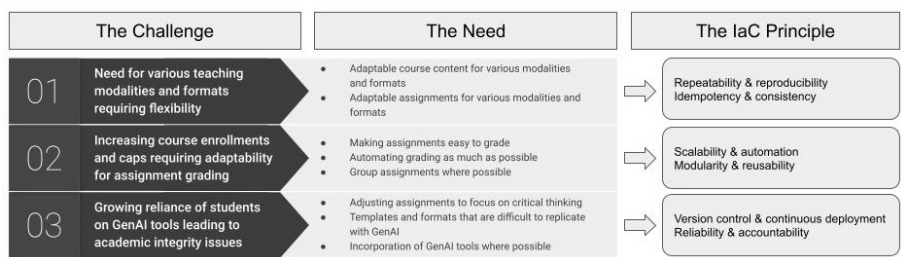 The Challenge
The Need
The IaC Principle
01
Need for various teaching
modalities and formats
requiring flexibility
● Adaptable course content for various modalities
and formats
● Adaptable assignments for various modalities and
formats
Repeatability & reproducibility
Idempotency & consistency
02
Increasing course enrollments
and caps requiring adaptability
for assignment grading
● Making assignments easy to grade
● Automating grading as much as possible
● Group assignments where possible
Scalability & automation
Modularity & reusability
03
Growing reliance of students
on GenAI tools leading to
academic integrity issues
● Adjusting assignments to focus on critical thinking
● Templates and formats that are difficult to replicate
with GenAI
● Incorporation of GenAI tools where possible
Version control & continuous deployment
Reliability & accountability